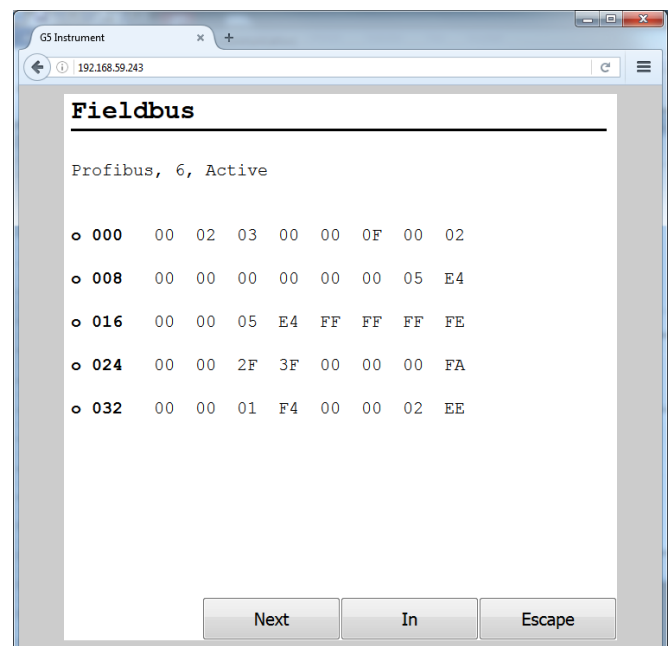 G5 Instrument
192.168.59.243
Fieldbus
Profibus, 6, Active
o 000 00 02 03 00 00 0F 00 02
o 008 00 00 00 00 00 00 05 E4
o 016 00 00 05 E4 FF FF FF FE
o 024 00 00 2F 3F 00 00 00 FA
o 032 00 00 01 F4 00 00 02 EE
Next In Escape